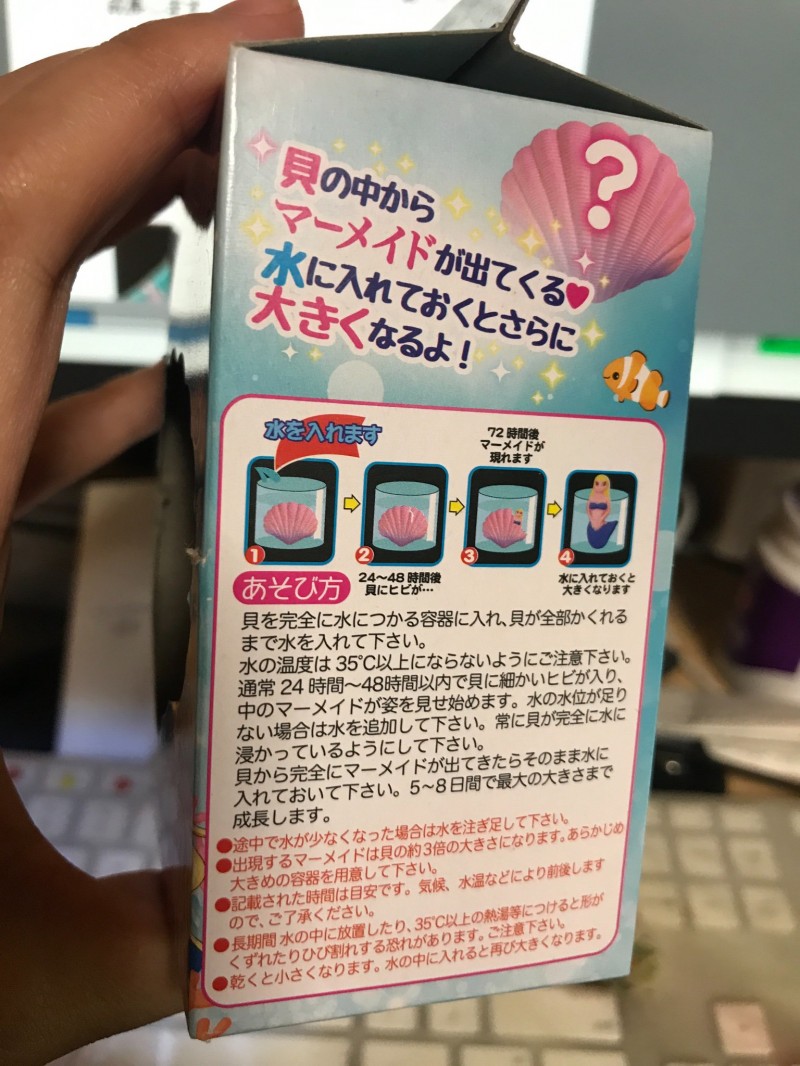 ?
貝の中から
マーメイドが出てくる♥
水に入れておくとさらに
大きくなるよ!
水を入れます
72時間後
マーメイドが
現れます
1
2
3
4
あそび方
24〜48時間後
貝にヒビが…
水に入れておくと
大きくなります
貝を完全に水につかる容器に入れ、貝が全部かくれる
まで水を入れて下さい。
水の温度は35℃以上にならないようにご注意下さい。
通常24時間〜48時間以内で貝に細かいヒビが入り、
中のマーメイドが姿を見せ始めます。水の水位が足り
ない場合は水を追加して下さい。常に貝が完全に水に
浸かっているようにして下さい。
貝から完全にマーメイドが出てきたらそのまま水に
入れておいて下さい。5〜8日間で最大の大きさまで
成長します。
●途中で水が少なくなった場合は水を注ぎ足して下さい。
●出現するマーメイドは貝の約3倍の大きさになります。あらかじめ
大きめの容器を用意して下さい。
●記載された時間は目安です。気候、水温などにより前後します
ので、ご了承ください。
●長期間水の中に放置したり、35℃以上の熱湯等につけると形が
くずれたりひび割れする恐れがあります。ご注意下さい。
●乾くと小さくなります。水の中に入れると再び大きくなります。